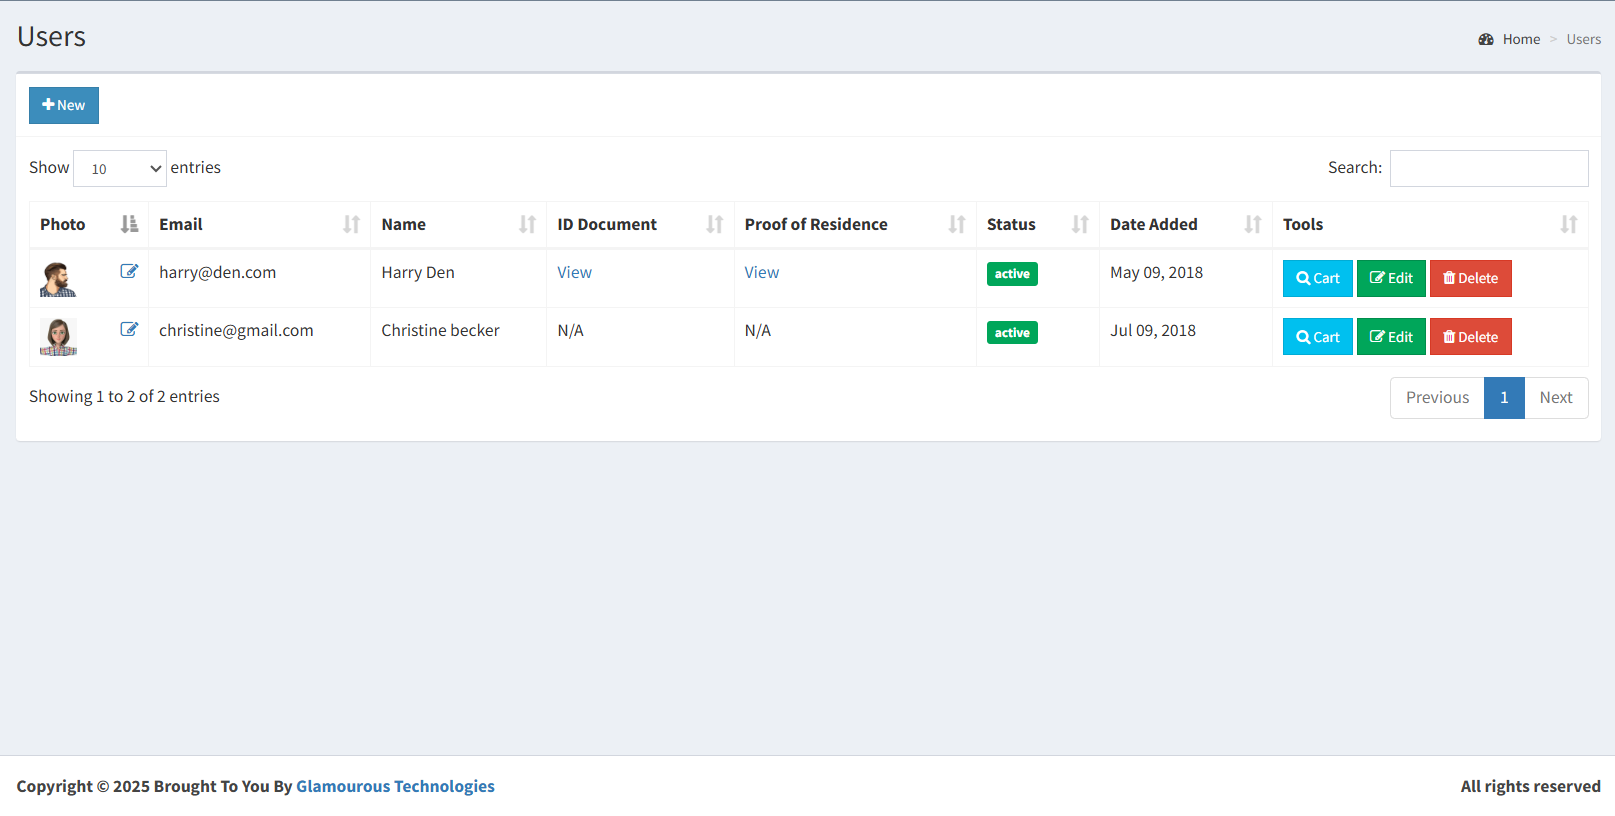 Users
Home > Users
New
Show 10 entries
Search:
Photo Email Name ID Document Proof of Residence Status Date Added Tools
harry@den.com Harry Den View View active May 09, 2018 Cart Edit Delete
christine@gmail.com Christine becker N/A N/A active Jul 09, 2018 Cart Edit Delete
Showing 1 to 2 of 2 entries
Previous 1 Next
Copyright © 2025 Brought To You By Glamourous Technologies
All rights reserved